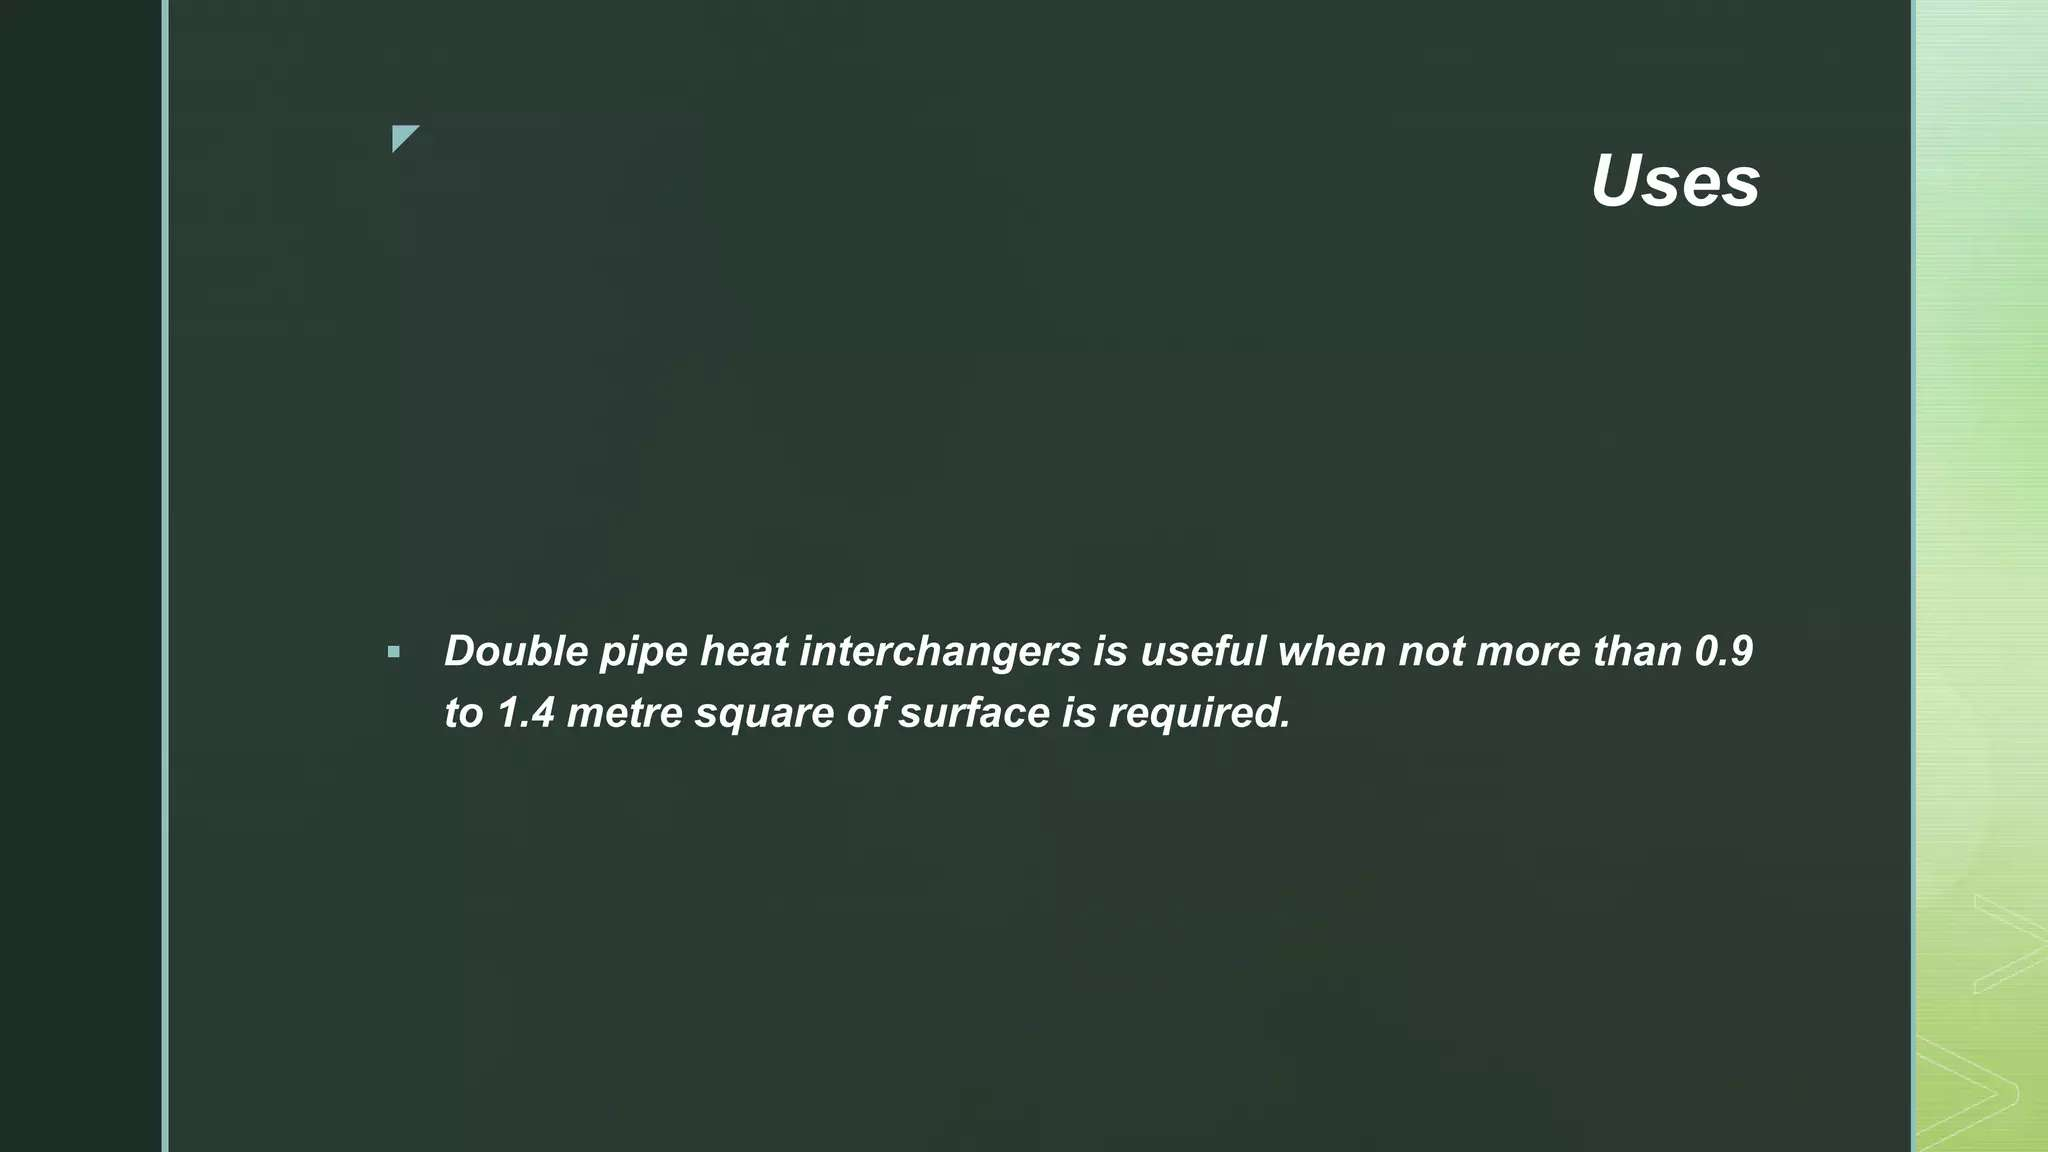 Uses
Double pipe heat interchangers is useful when not more than 0.9
to 1.4 metre square of surface is required.